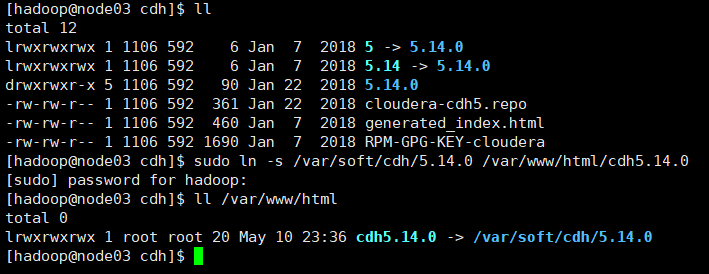 [hadoop@node03 cdh]$ ll
total 12
lrwxrwxrwx 1 1106 592    6 Jan  7  2018 5 -> 5.14.0
lrwxrwxrwx 1 1106 592    6 Jan  7  2018 5.14 -> 5.14.0
drwxrwxr-x 5 1106 592   90 Jan 22  2018 5.14.0
-rw-rw-r-- 1 1106 592  361 Jan 22  2018 cloudera-cdh5.repo
-rw-rw-r-- 1 1106 592  460 Jan  7  2018 generated_index.html
-rw-rw-r-- 1 1106 592 1690 Jan  7  2018 RPM-GPG-KEY-cloudera
[hadoop@node03 cdh]$ sudo ln -s /var/soft/cdh/5.14.0 /var/www/html/cdh5.14.0
[sudo] password for hadoop:
[hadoop@node03 cdh]$ ll /var/www/html
total 0
lrwxrwxrwx 1 root root 20 May 10 23:36 cdh5.14.0 -> /var/soft/cdh/5.14.0
[hadoop@node03 cdh]$